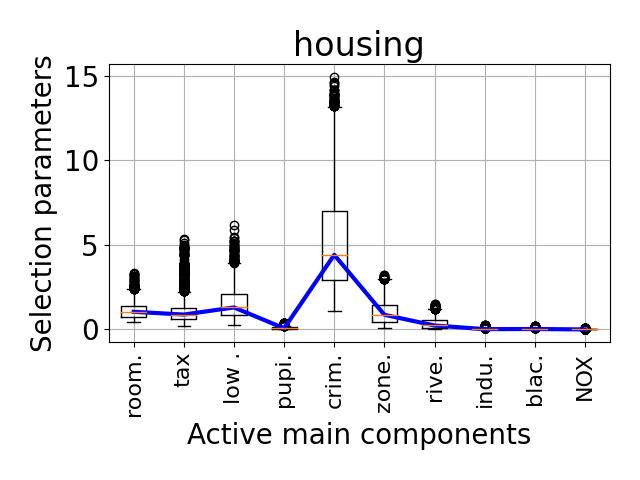 housing
Selection parameters
15
10
5
0
room.
tax
low .
pupi.
crim.
zone.
rive.
indu.
blac.
NOX
Active main components